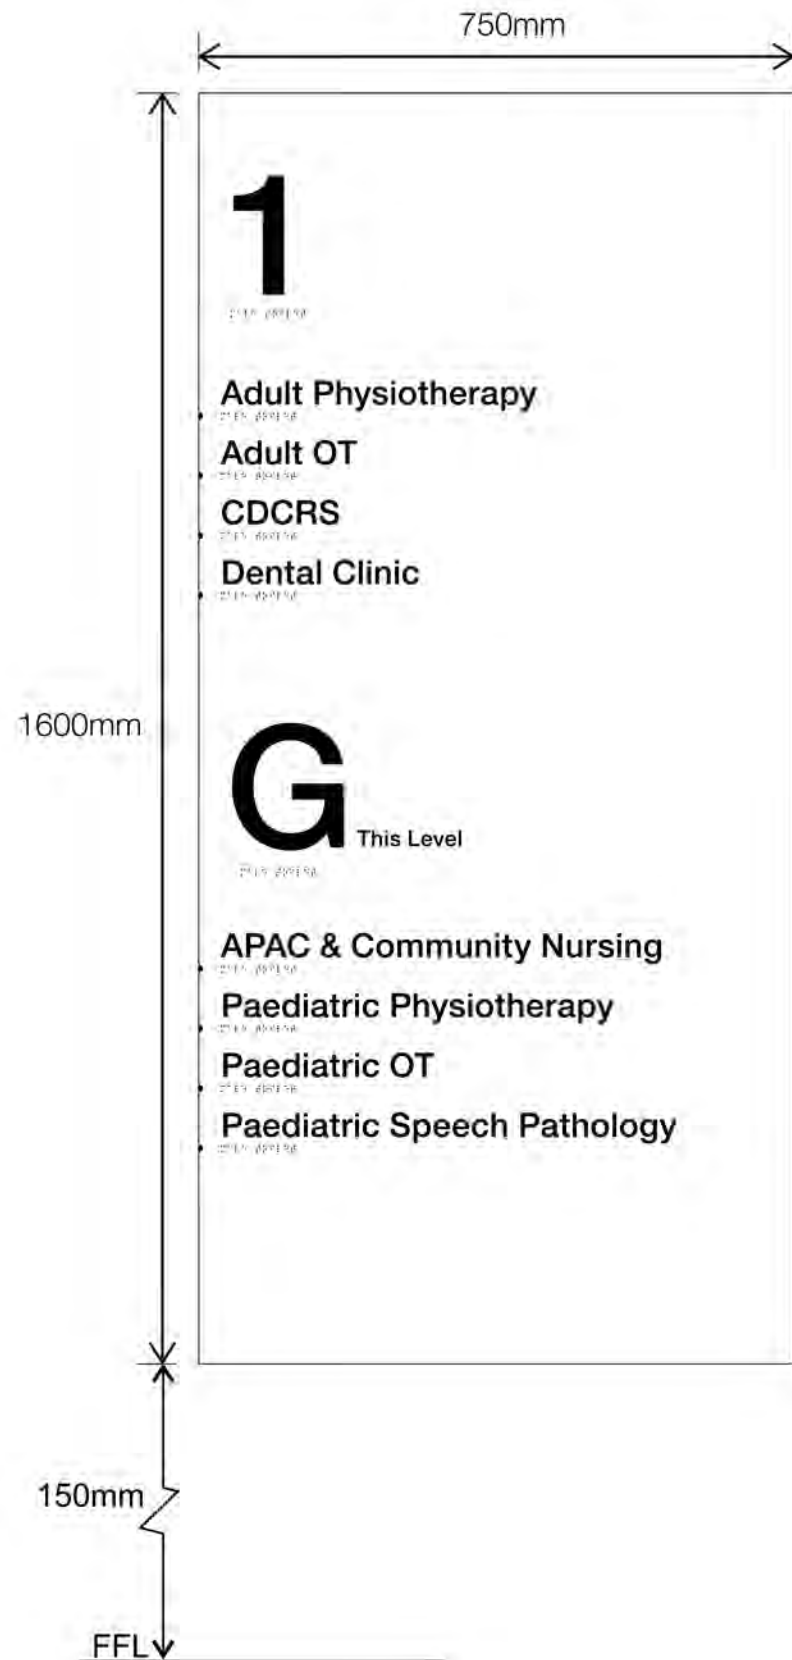 750mm
1
Adult Physiotherapy
Adult OT
CDCRS
Dental Clinic
1600mm
G This Level
APAC & Community Nursing
Paediatric Physiotherapy
Paediatric OT
Paediatric Speech Pathology
150mm
FFL